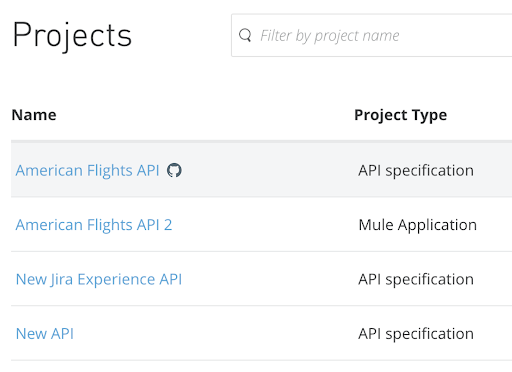 Projects
Filter by project name
Name Project Type
American Flights API API specification
American Flights API 2 Mule Application
New Jira Experience API API specification
New API API specification